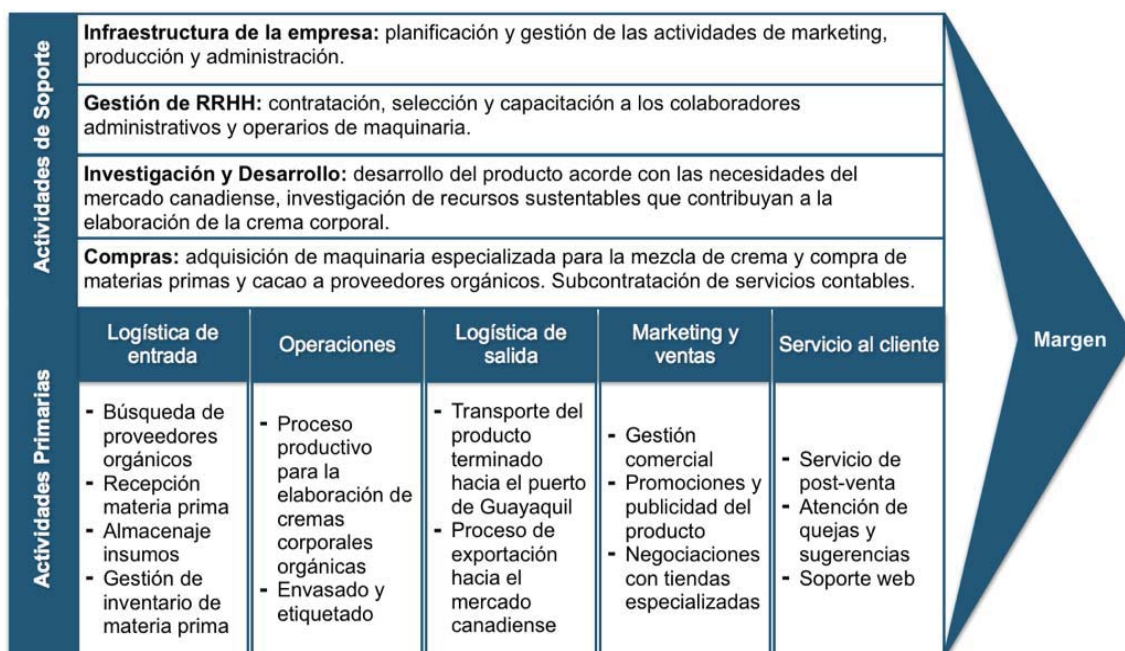 Actividades de Soporte
Infraestructura de la empresa: planificación y gestión de las actividades de marketing,
producción y administración.
Gestión de RRHH: contratación, selección y capacitación a los colaboradores
administrativos y operarios de maquinaria.
Investigación y Desarrollo: desarrollo del producto acorde con las necesidades del
mercado canadiense, investigación de recursos sustentables que contribuyan a la
elaboración de la crema corporal.
Compras: adquisición de maquinaria especializada para la mezcla de crema y compra de
materias primas y cacao a proveedores orgánicos. Subcontratación de servicios contables.
Actividades Primarias
Logística de
entrada
- Búsqueda de
proveedores
orgánicos
- Recepción
materia prima
- Almacenaje
insumos
- Gestión de
inventario de
materia prima
Operaciones
- Proceso
productivo
para la
elaboración de
cremas
corporales
orgánicas
- Envasado y
etiquetado
Logística de
salida
- Transporte del
producto
terminado
hacia el puerto
de Guayaquil
- Proceso de
exportación
hacia el
mercado
canadiense
Marketing y
ventas
- Gestión
comercial
- Promociones y
publicidad del
producto
- Negociaciones
con tiendas
especializadas
Servicio al cliente
- Servicio de
post-venta
- Atención de
quejas y
sugerencias
- Soporte web
Margen